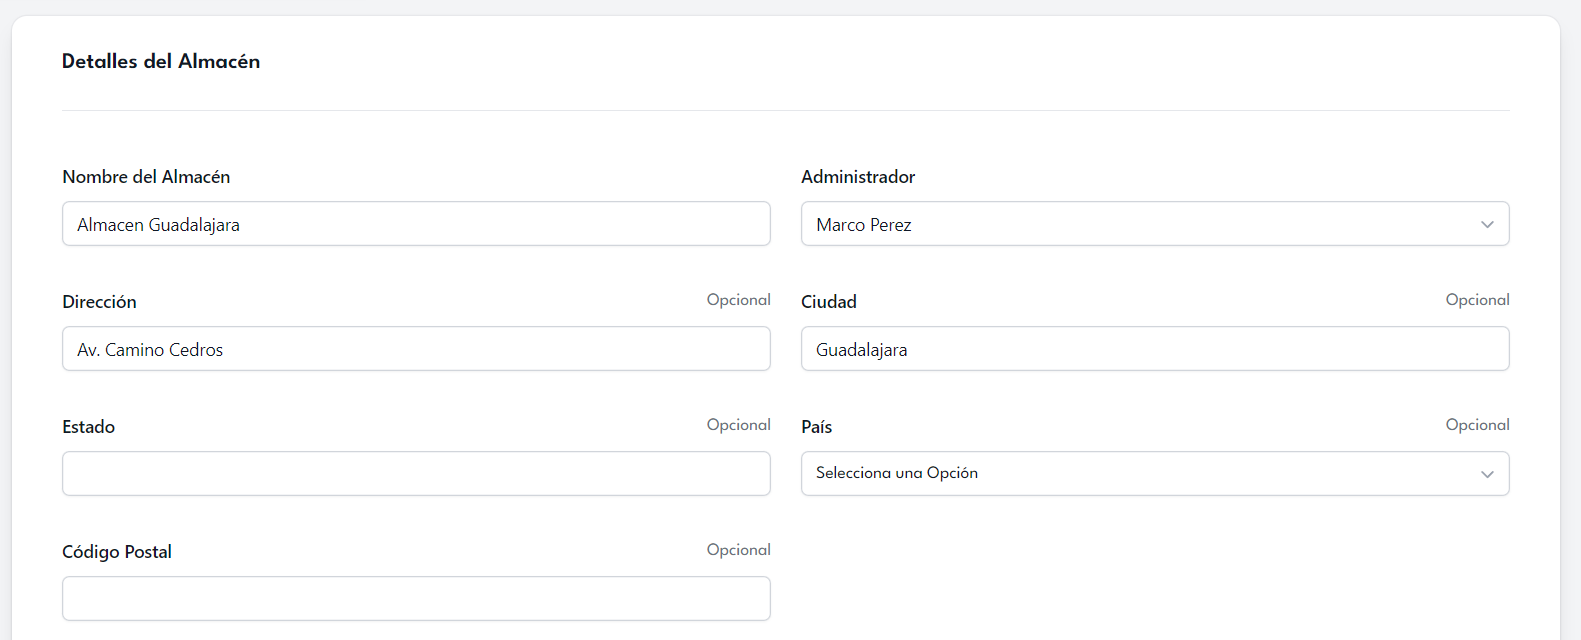 Detalles del Almacén
Nombre del Almacén
Almacen Guadalajara
Administrador
Marco Perez
Dirección
Opcional
Av. Camino Cedros
Ciudad
Opcional
Guadalajara
Estado
Opcional
País
Opcional
Selecciona una Opción
Código Postal
Opcional